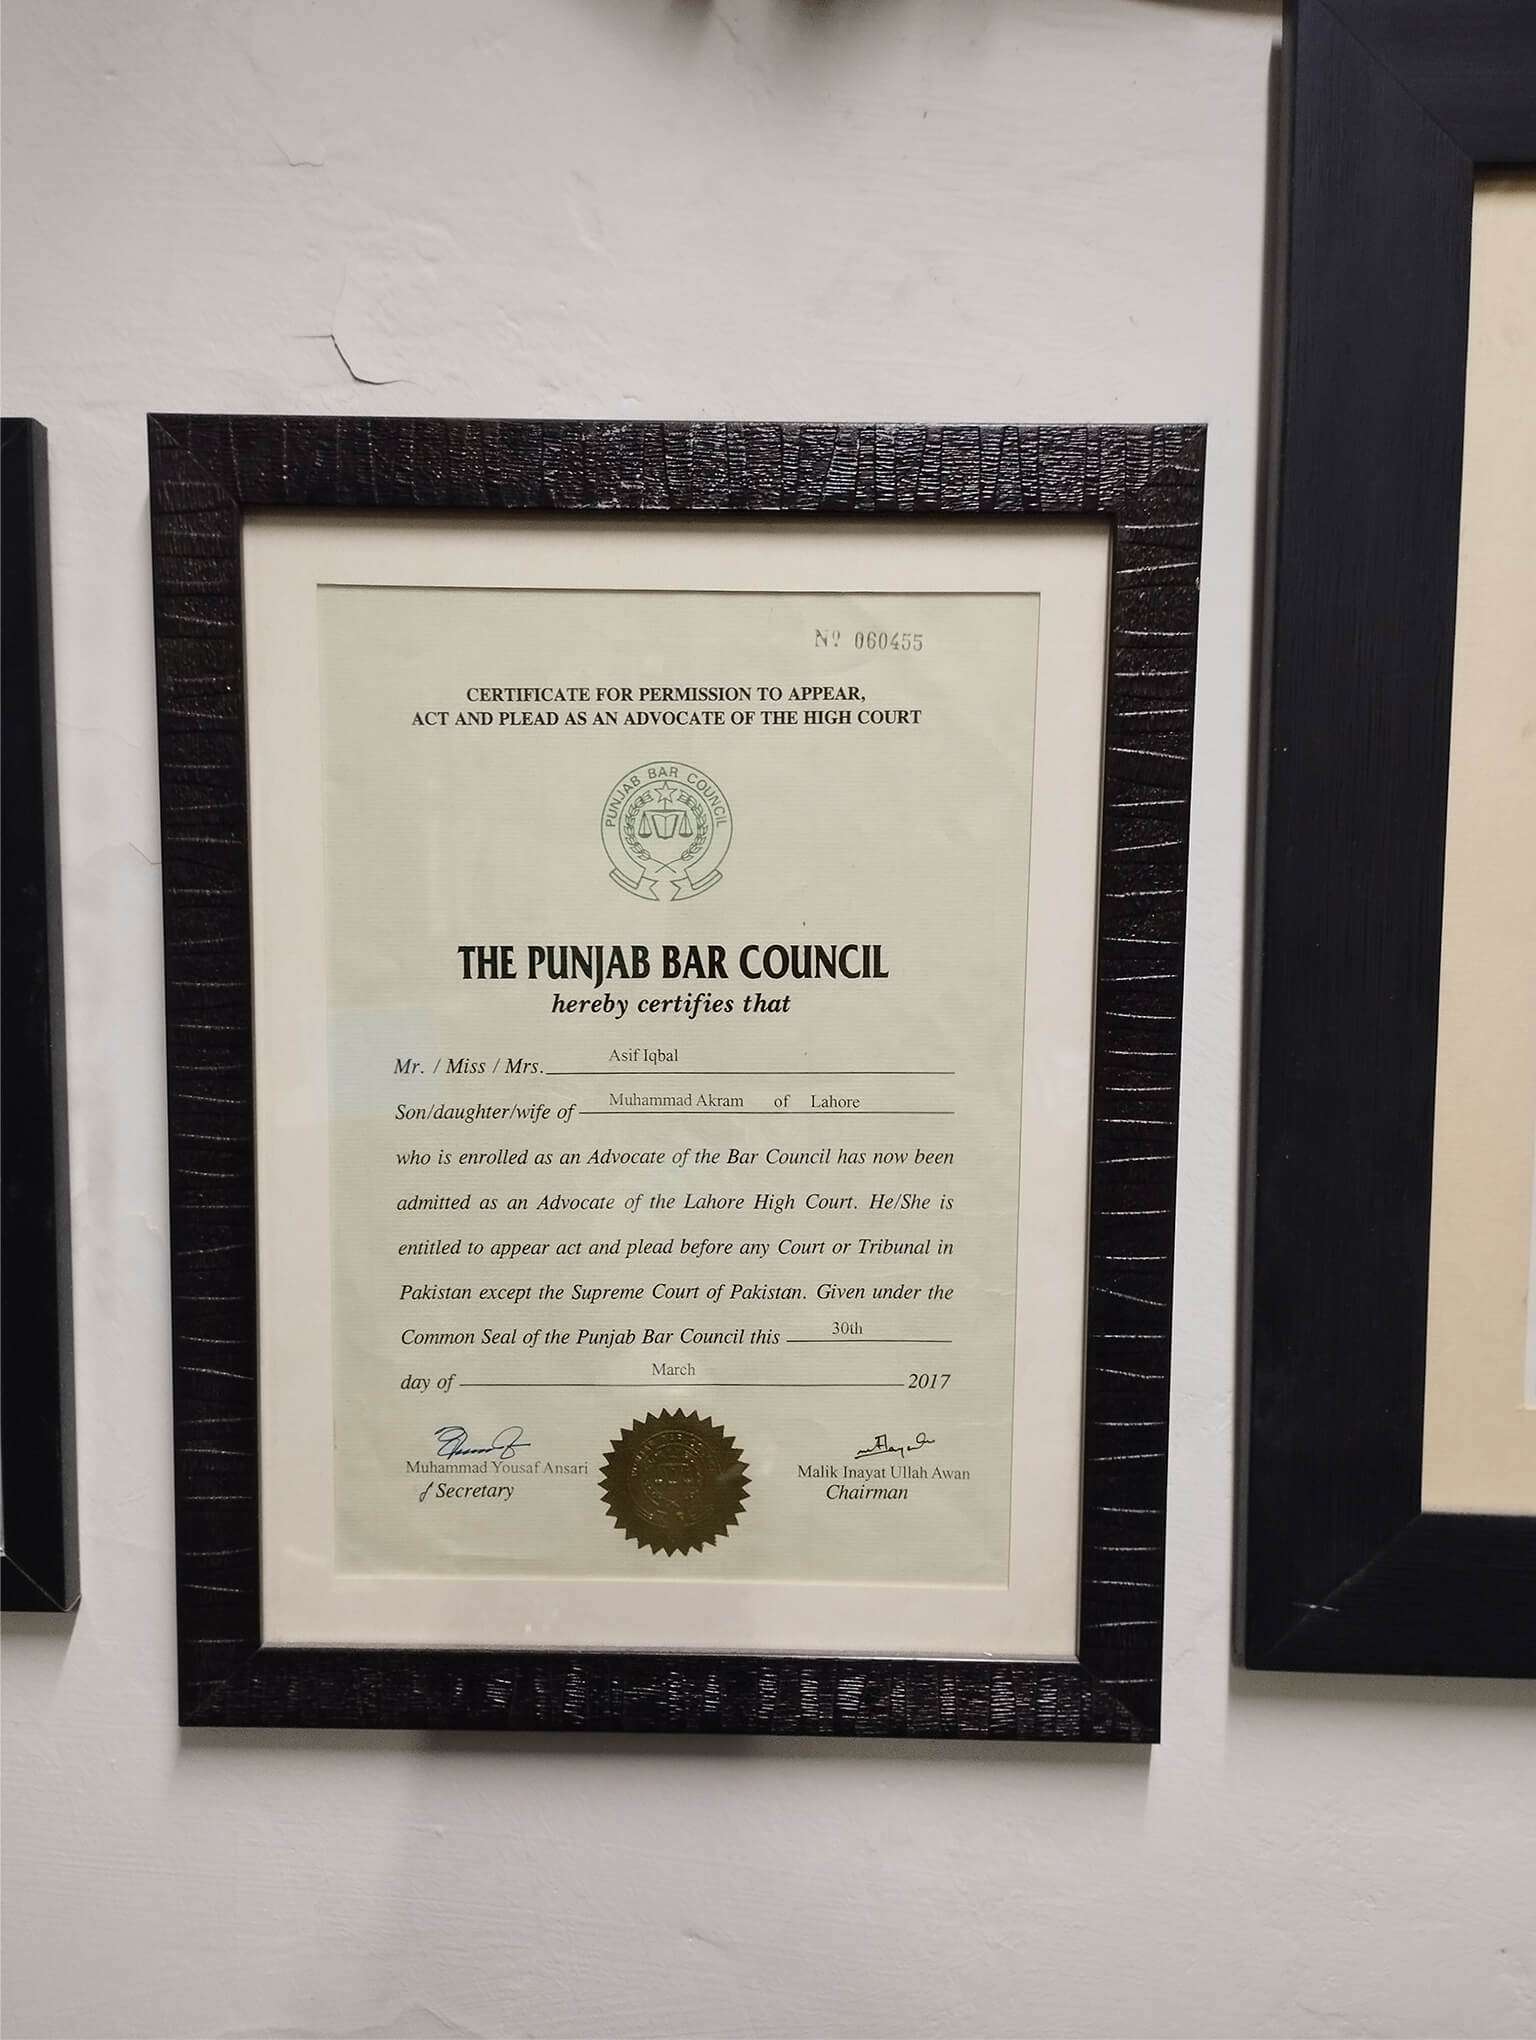 Nº 060455
CERTIFICATE FOR PERMISSION TO APPEAR,
ACT AND PLEAD AS AN ADVOCATE OF THE HIGH COURT
PUNJAB BAR COUNCIL
THE PUNJAB BAR COUNCIL
hereby certifies that
Mr. / Miss / Mrs. Asif Iqbal
Son/daughter/wife of Muhammad Akram of Lahore
who is enrolled as an Advocate of the Bar Council has now been
admitted as an Advocate of the Lahore High Court. He/She is
entitled to appear act and plead before any Court or Tribunal in
Pakistan except the Supreme Court of Pakistan. Given under the
Common Seal of the Punjab Bar Council this 30th
day of March 2017
Muhammad Yousaf Ansari
Secretary
Malik Inayat Ullah Awan
Chairman